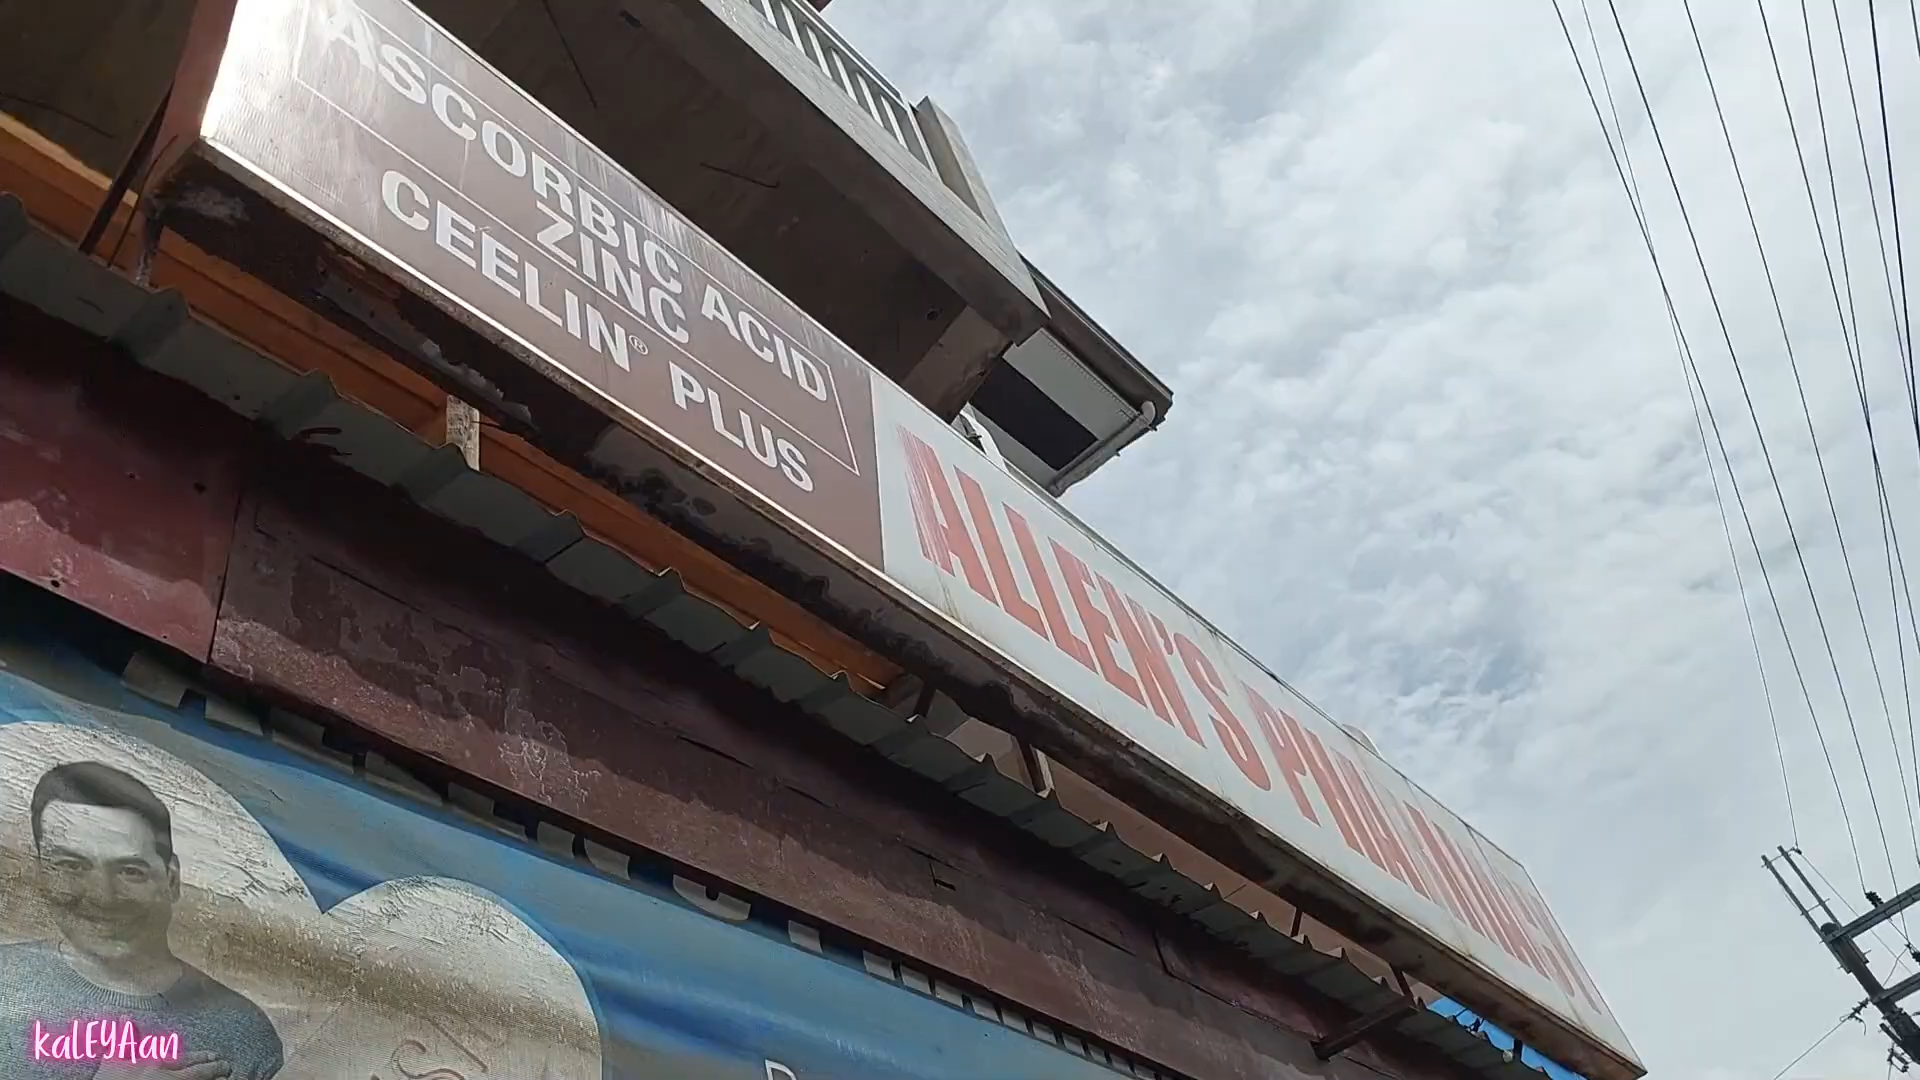 ASCORBIC ACID
ZINC
CEELIN® PLUS
ALLEN'S PHARMACY
kaLEYAan